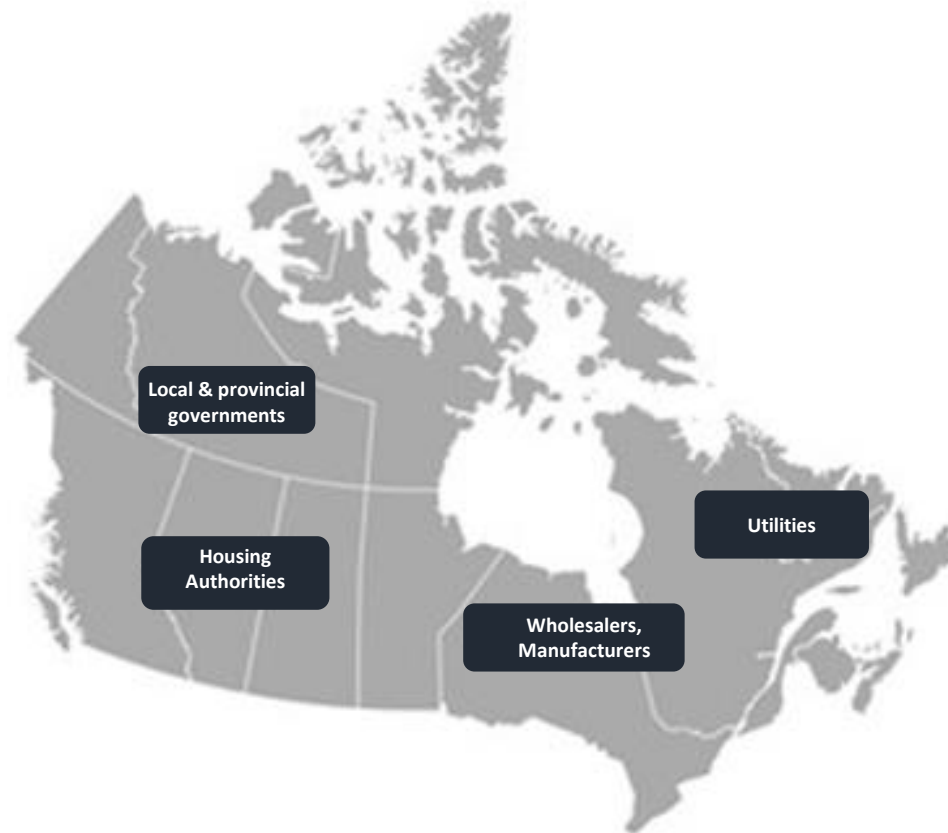 Local & provincial
governments
Utilities
Housing
Authorities
Wholesalers,
Manufacturers